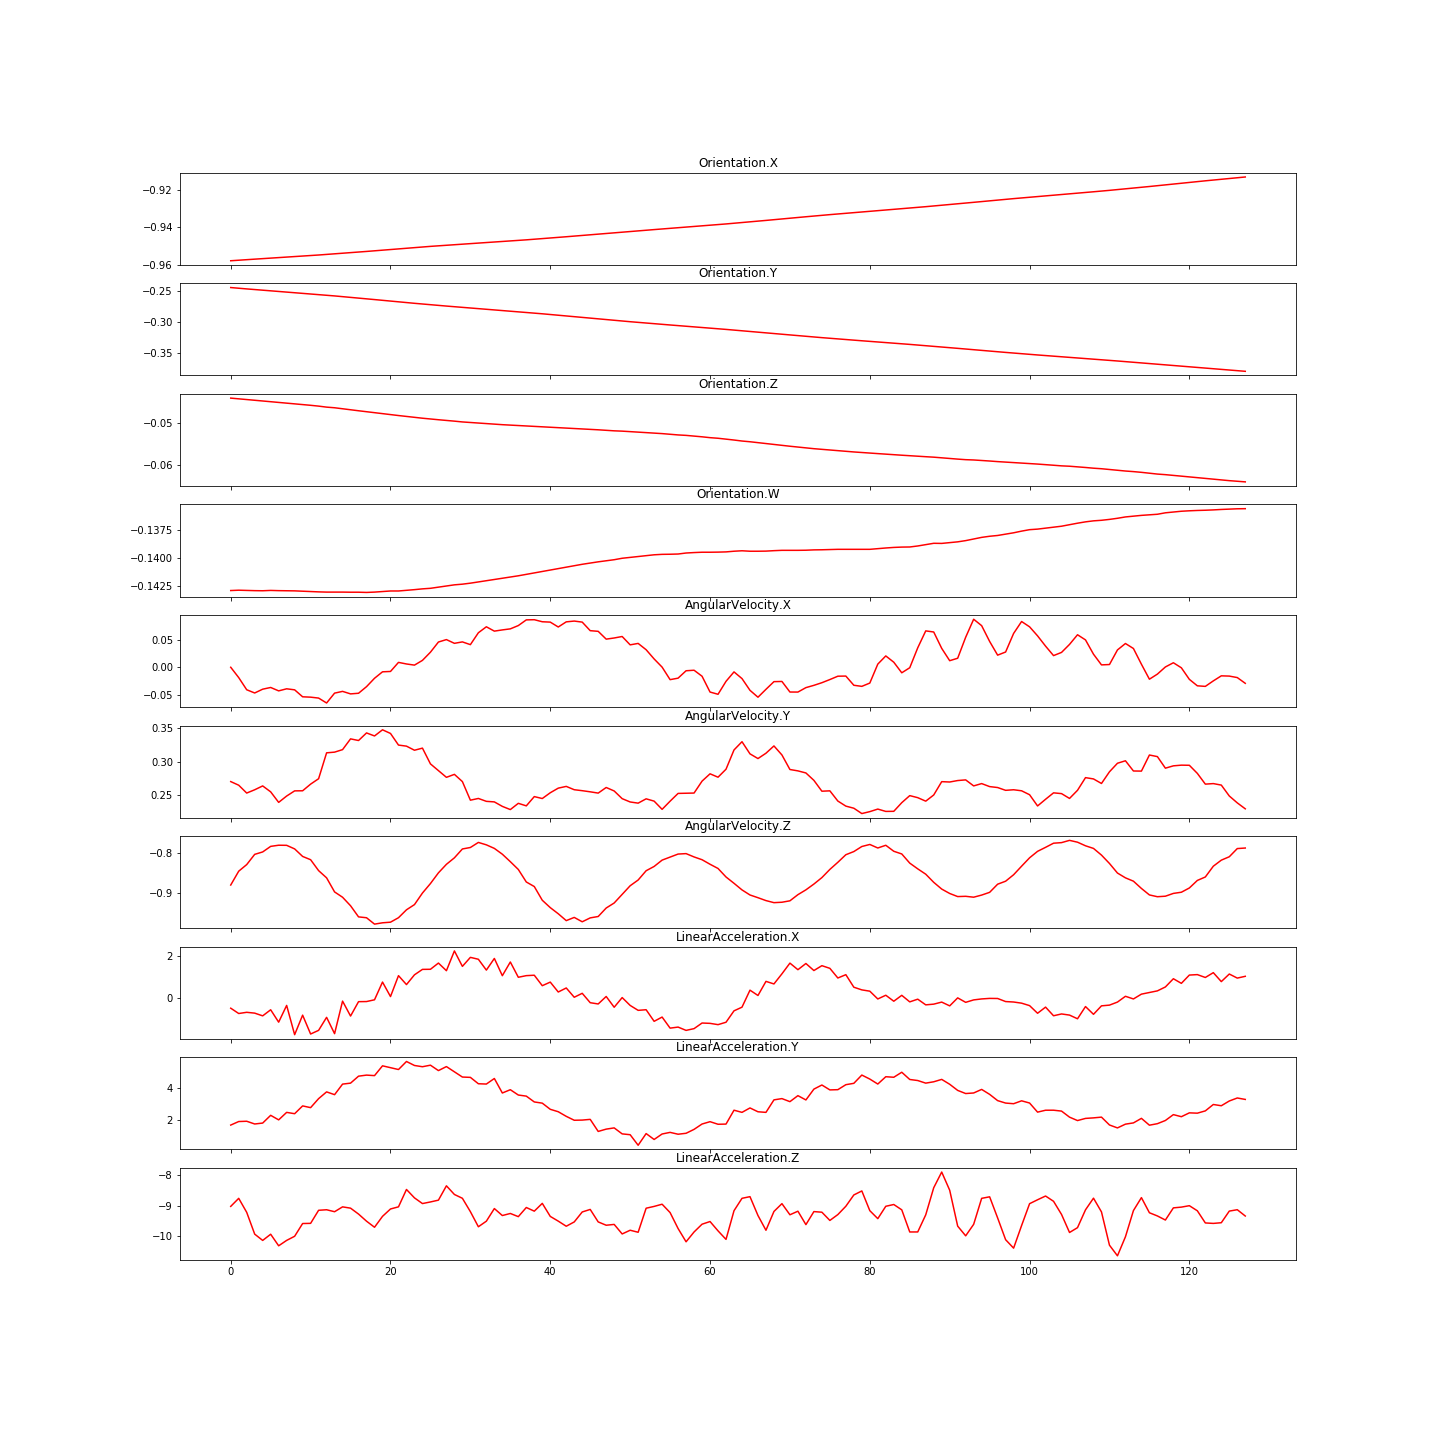 Orientation.X
−0.92
−0.94
−0.96
Orientation.Y
−0.25
−0.30
−0.35
Orientation.Z
−0.05
−0.06
Orientation.W
−0.1375
−0.1400
−0.1425
AngularVelocity.X
0.05
0.00
−0.05
AngularVelocity.Y
0.35
0.30
0.25
AngularVelocity.Z
−0.8
−0.9
LinearAcceleration.X
2
0
LinearAcceleration.Y
4
2
LinearAcceleration.Z
−8
−9
−10
0 20 40 60 80 100 120